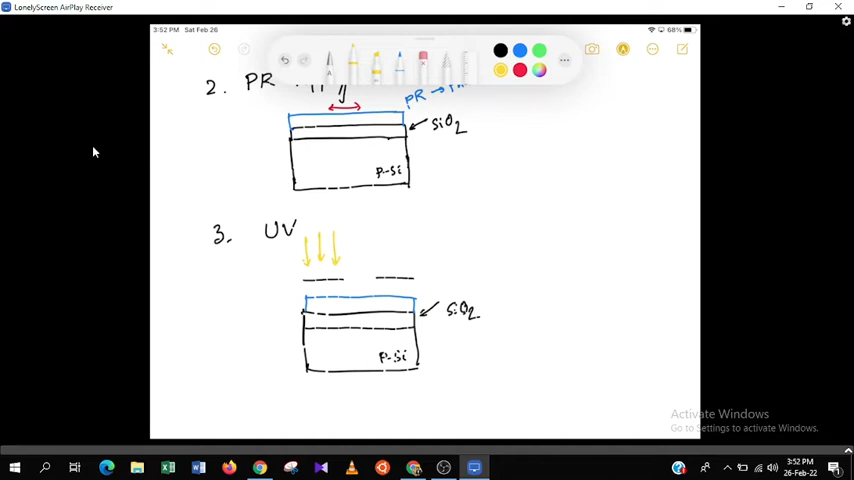 LonelyScreen AirPlay Receiver
3:52 PM Sat Feb 26
68%
A
2. PR
PR →
SiO2
P-Si
3. UV
SiO2
P-Si
Activate Windows
Go to Settings to activate Windows.
3:52 PM
26-Feb-22